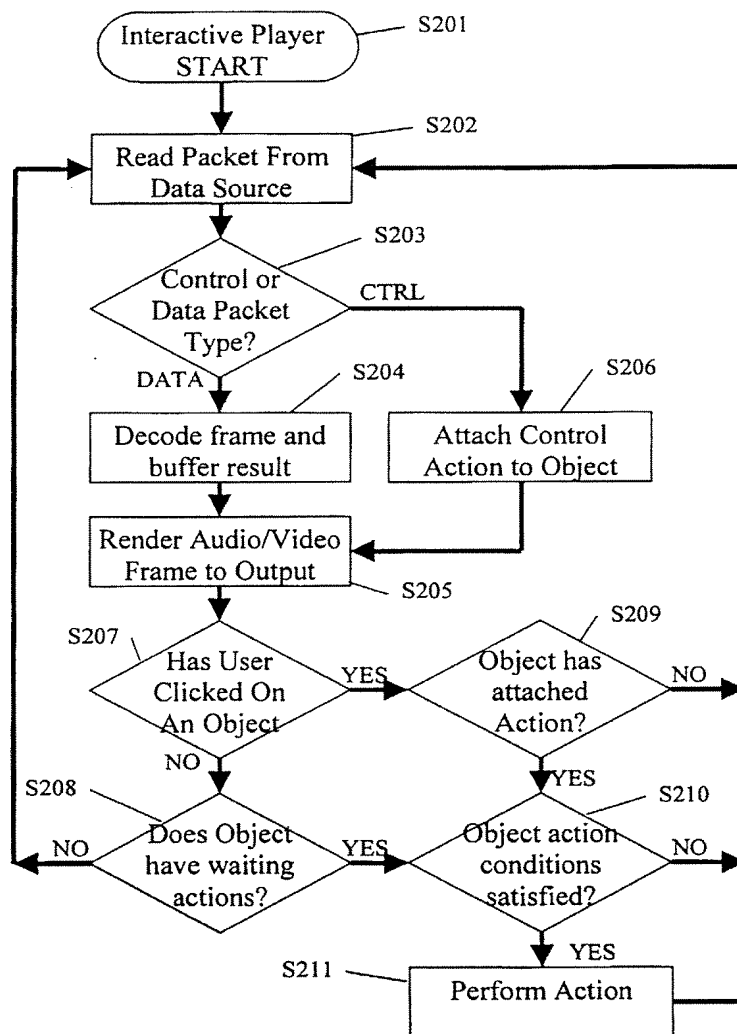 Interactive Player
START
S201
S202
Read Packet From
Data Source
S203
Control or
Data Packet
Type?
CTRL
DATA
S204
S206
Decode frame and
buffer result
Attach Control
Action to Object
Render Audio/Video
Frame to Output
S205
S207
S209
Has User
Clicked On
An Object
YES
Object has
attached
Action?
NO
NO
YES
S208
S210
NO
Does Object
have waiting
actions?
YES
Object action
conditions
satisfied?
NO
YES
S211
Perform Action